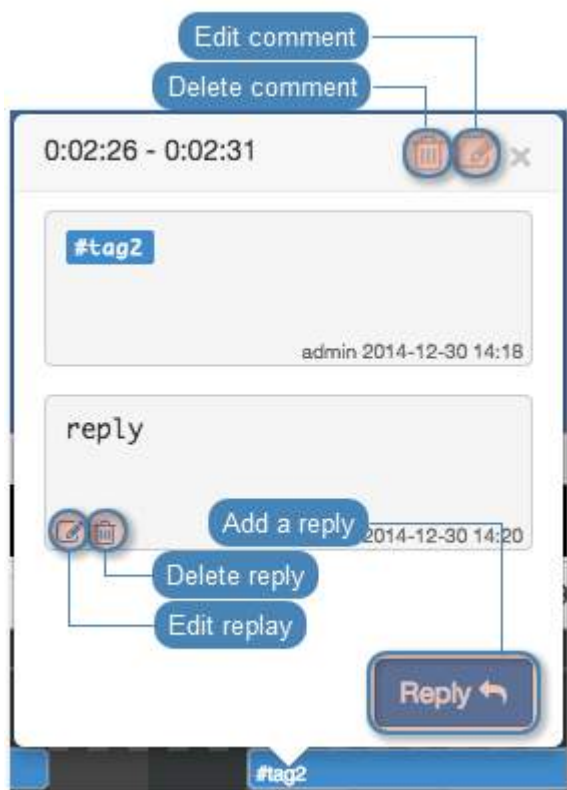 Edit comment
Delete comment
0:02:26 - 0:02:31
#tag2
admin 2014-12-30 14:18
reply
Add a reply
2014-12-30 14:20
Delete reply
Edit replay
Reply
#tag2